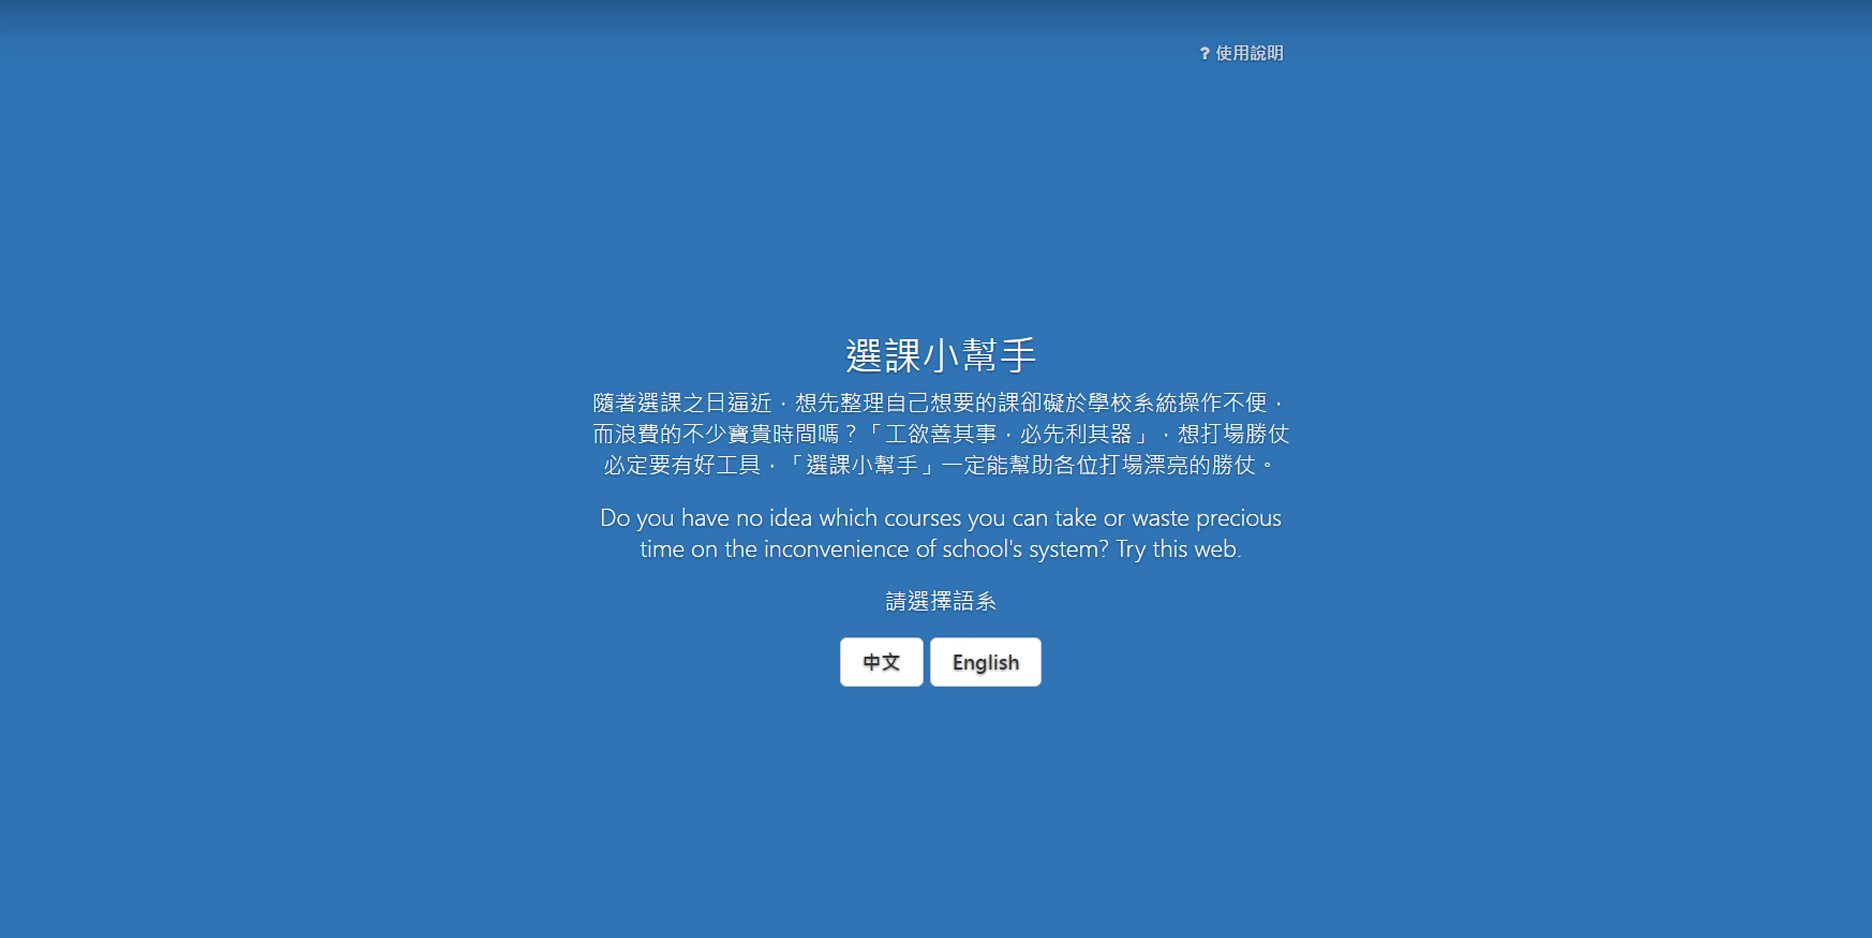 ? 使用說明
選課小幫手
隨著選課之日逼近，想先整理自己想要的課卻礙於學校系統操作不便，
而浪費的不少寶貴時間嗎？「工欲善其事，必先利其器」，想打場勝仗
必定要有好工具，「選課小幫手」一定能幫助各位打場漂亮的勝仗。
Do you have no idea which courses you can take or waste precious
time on the inconvenience of school's system? Try this web.
請選擇語系
中文 English